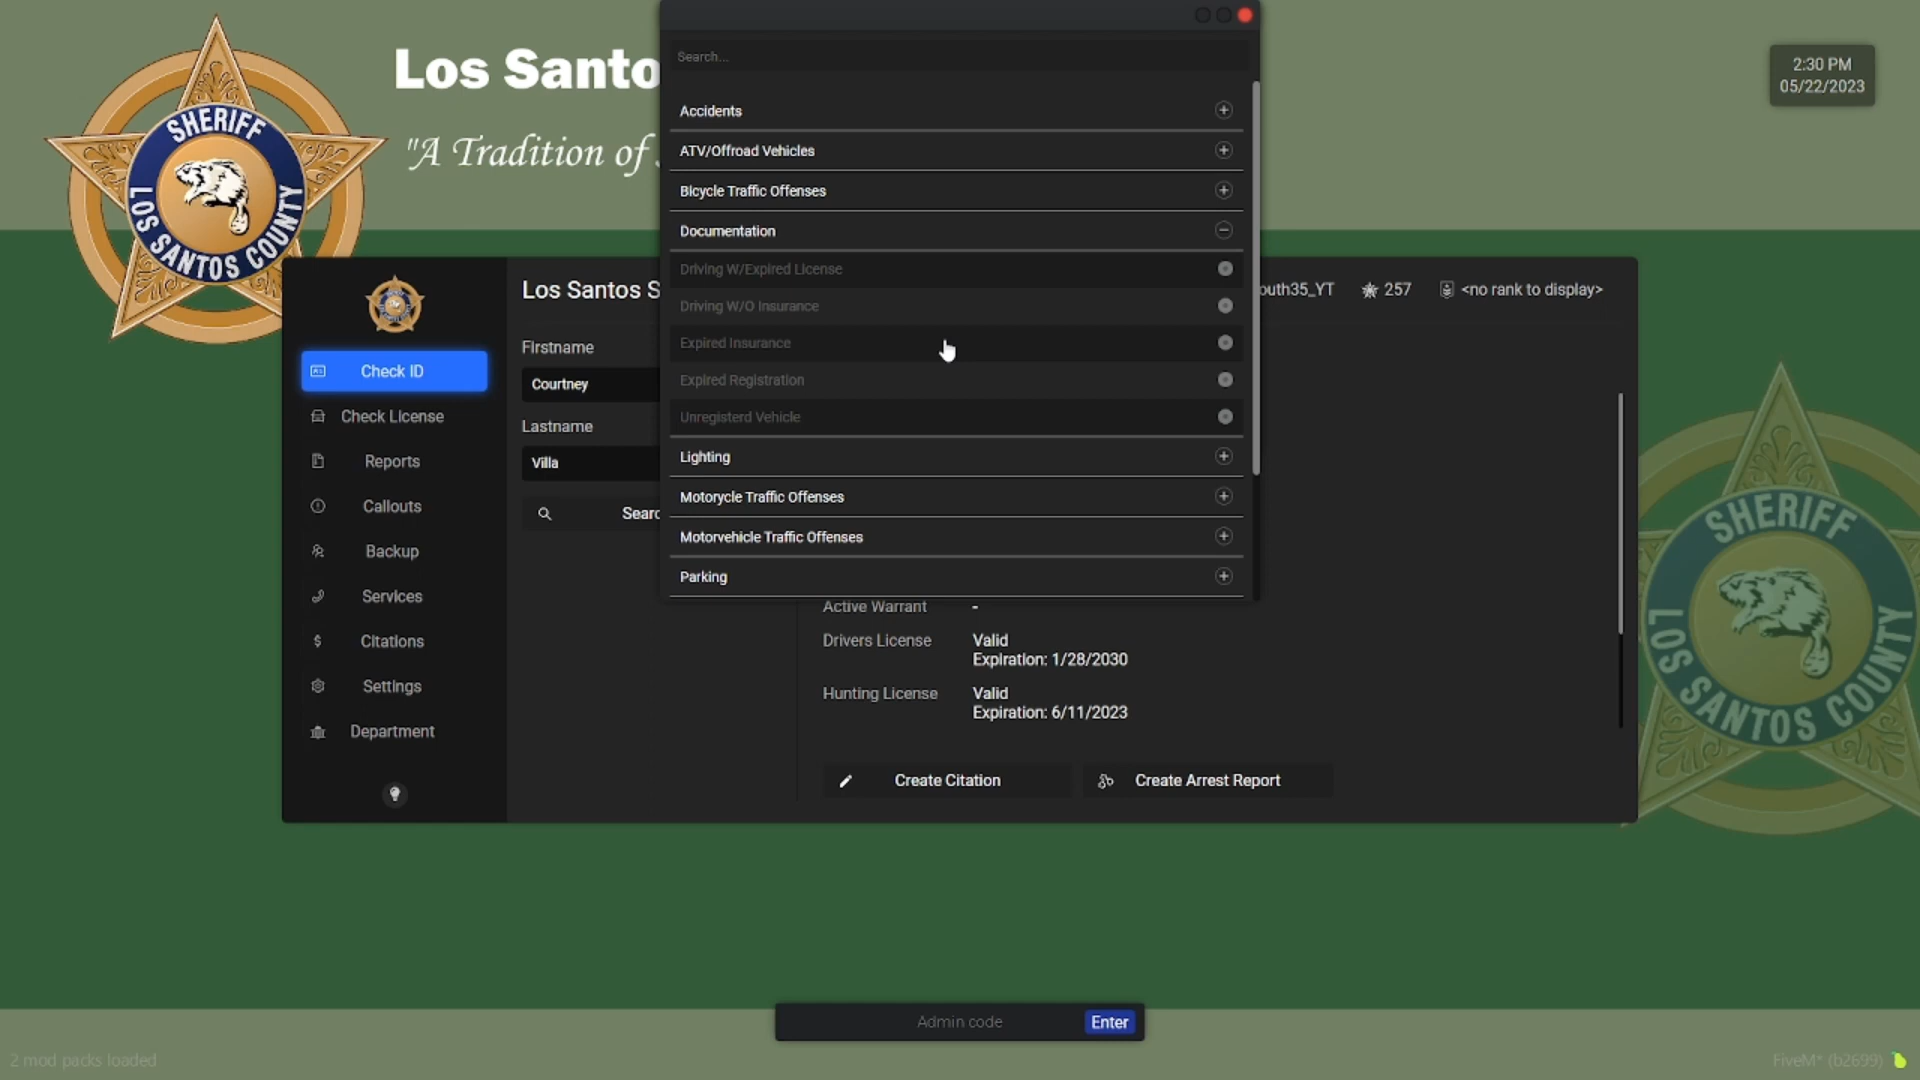 SHERIFF
LOS SANTOS COUNTY
Los Santo
"A Tradition of
2:30 PM
05/22/2023
Search...
Accidents
ATV/Offroad Vehicles
Bicycle Traffic Offenses
Documentation
Driving W/Expired License
Driving W/O Insurance
Expired Insurance
Expired Registration
Unregisterd Vehicle
Lighting
Motorycle Traffic Offenses
Motorvehicle Traffic Offenses
Parking
Los Santos S
outh35_YT
257
<no rank to display>
Check ID
Check License
Reports
Callouts
Backup
Services
Citations
Settings
Department
Firstname
Courtney
Lastname
Villa
Searc
Active Warrant -
Drivers License Valid
Expiration: 1/28/2030
Hunting License Valid
Expiration: 6/11/2023
Create Citation
Create Arrest Report
SHERIFF
LOS SANTOS COUNTY
Admin code
Enter
2 mod packs loaded
FiveM* (b2699)